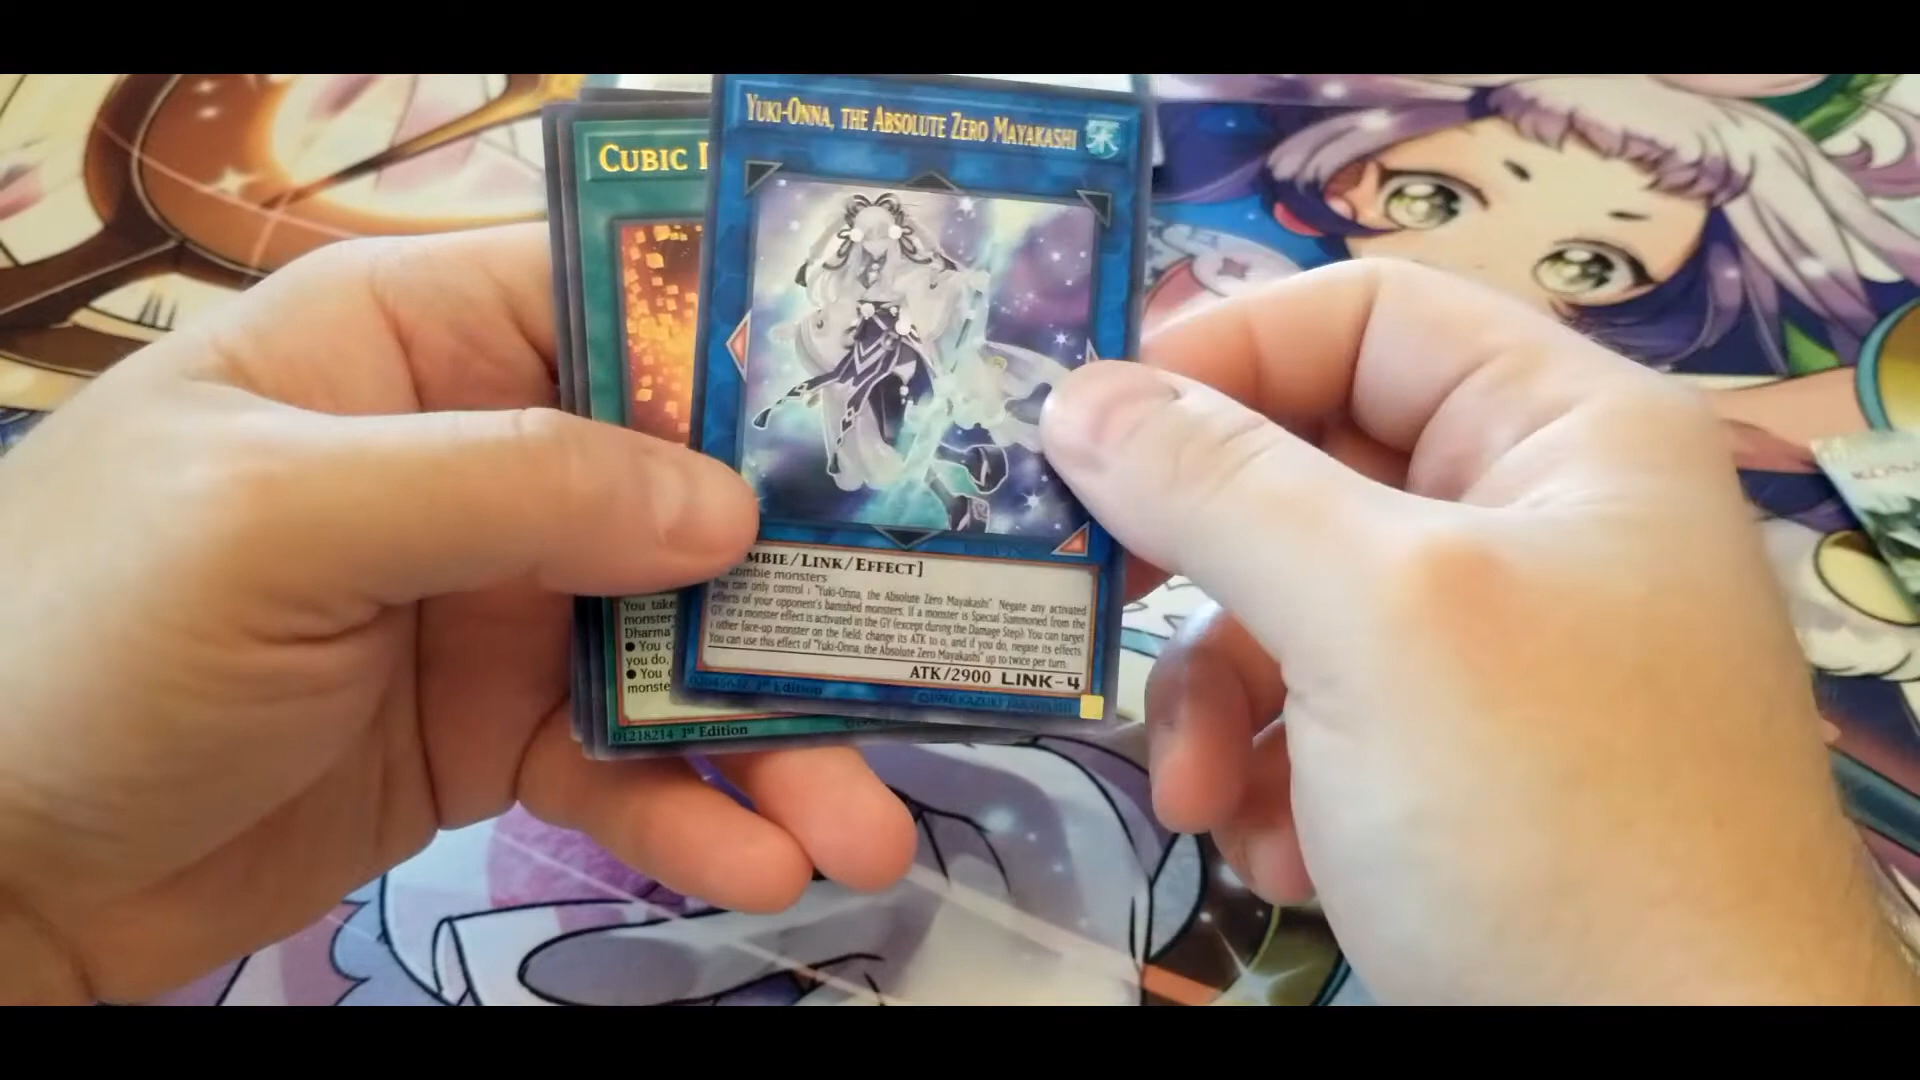 YUKI-ONNA, THE ABSOLUTE ZERO MAYAKASHI
水
CUBIC
MBIE/LINK/EFFECT]
Zombie monsters
You can only control 1 "Yuki-Onna, the Absolute Zero Mayakashi". Negate any activated
effects of your opponent's banished monsters. If a monster is Special Summoned from the
GY, or a monster effect is activated in the GY (except during the Damage Step): You can target
1 other face-up monster on the field; change its ATK to 0, and if you do, negate its effects.
You can use this effect of "Yuki-Onna, the Absolute Zero Mayakashi" up to twice per turn.
ATK/2900 LINK-4
1st Edition
©1996 KAZUKI TAKAHASHI
You take
monsters
Dharma"
● You c
you do,
● You
monste
01218214 1st Edition
KONA